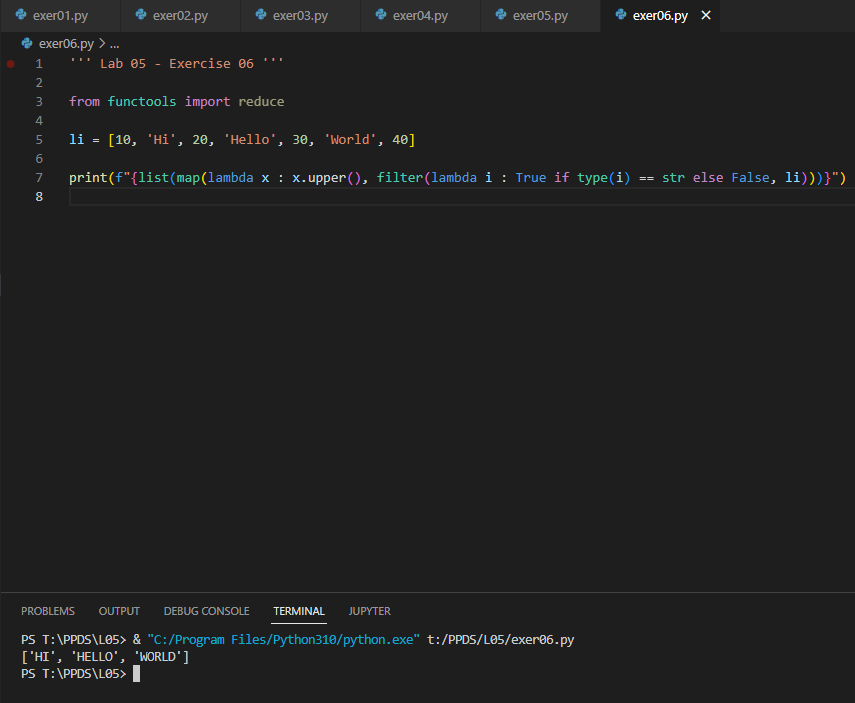 exer01.py exer02.py exer03.py exer04.py exer05.py exer06.py
exer06.py > ...
1 ''' Lab 05 - Exercise 06 '''
2
3 from functools import reduce
4
5 li = [10, 'Hi', 20, 'Hello', 30, 'World', 40]
6
7 print(f"{list(map(lambda x : x.upper(), filter(lambda i : True if type(i) == str else False, li)))}")
8
PROBLEMS OUTPUT DEBUG CONSOLE TERMINAL JUPYTER
PS T:\PPDS\L05> & "C:/Program Files/Python310/python.exe" t:/PPDS/L05/exer06.py
['HI', 'HELLO', 'WORLD']
PS T:\PPDS\L05>